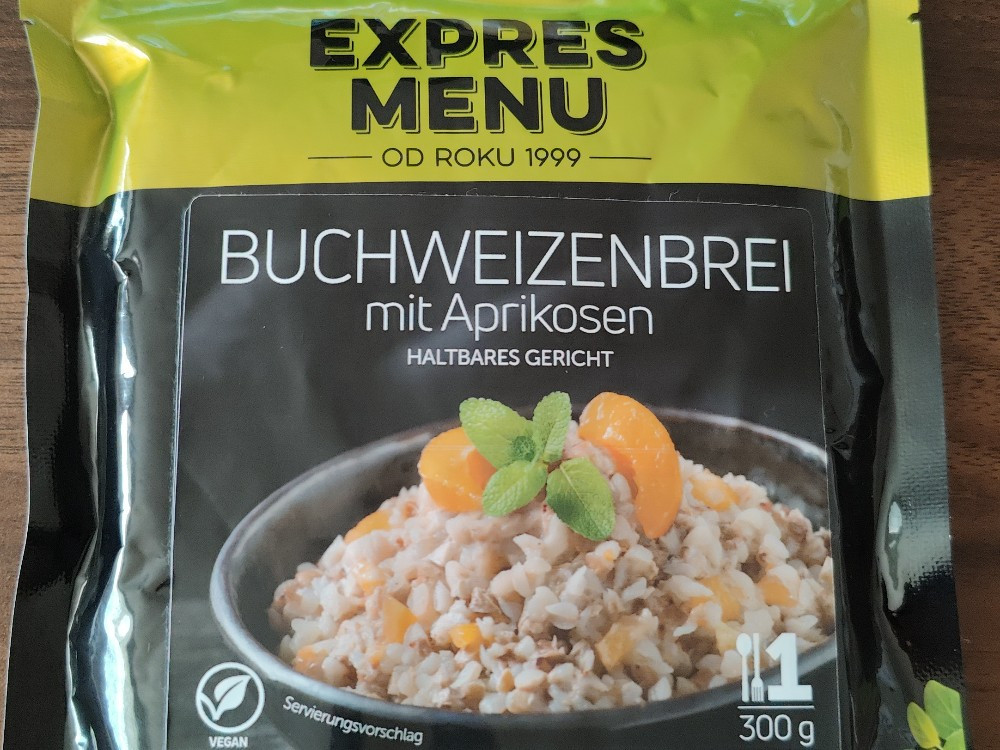 EXPRES
MENU
OD ROKU 1999
BUCHWEIZENBREI
mit Aprikosen
HALTBARES GERICHT
1
300 g
Servierungsvorschlag
VEGAN